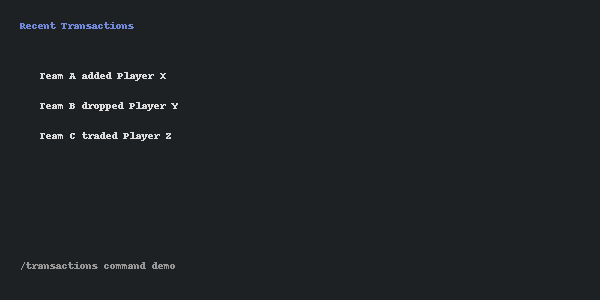 Recent Transactions
Team A added Player X
Team B dropped Player Y
Team C traded Player Z
/transactions command demo